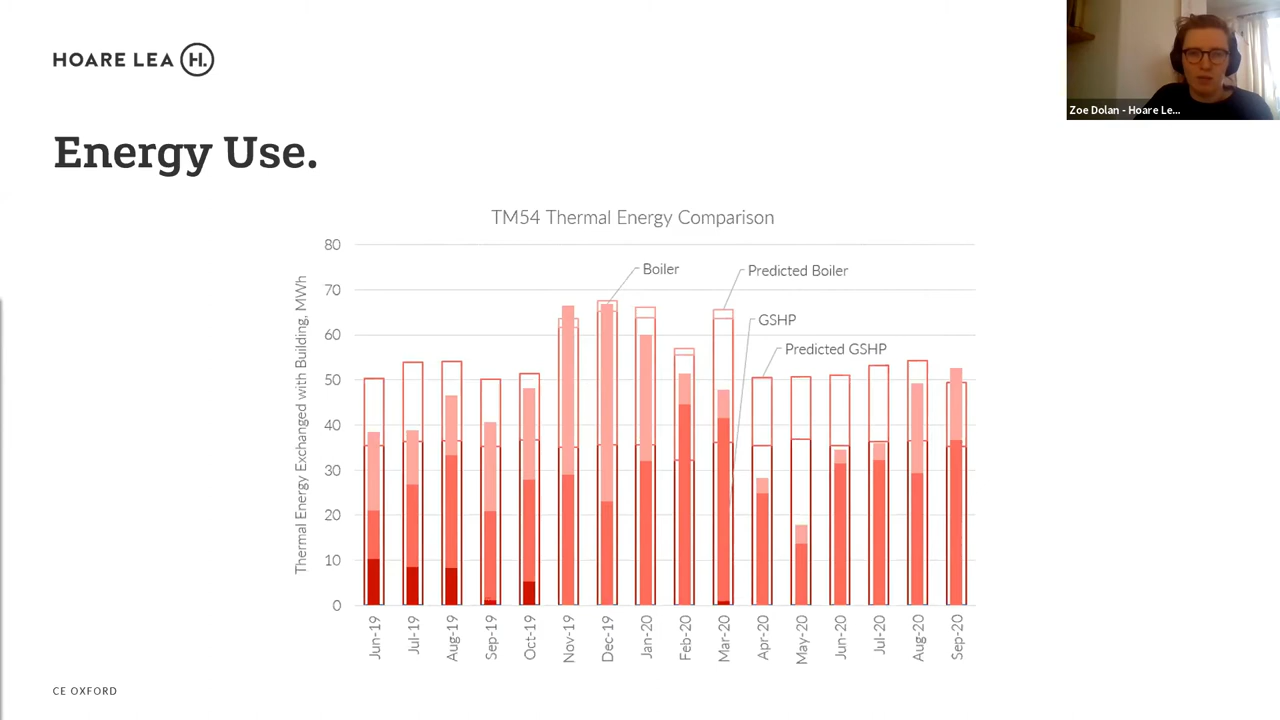 HOARE LEA H.
Zoe Dolan - Hoare Le...
Energy Use.
TM54 Thermal Energy Comparison
Thermal Energy Exchanged with Building, MWh
80
70
60
50
40
30
20
10
0
Boiler
Predicted Boiler
GSHP
Predicted GSHP
Jun-19
Jul-19
Aug-19
Sep-19
Oct-19
Nov-19
Dec-19
Jan-20
Feb-20
Mar-20
Apr-20
May-20
Jun-20
Jul-20
Aug-20
Sep-20
CE OXFORD